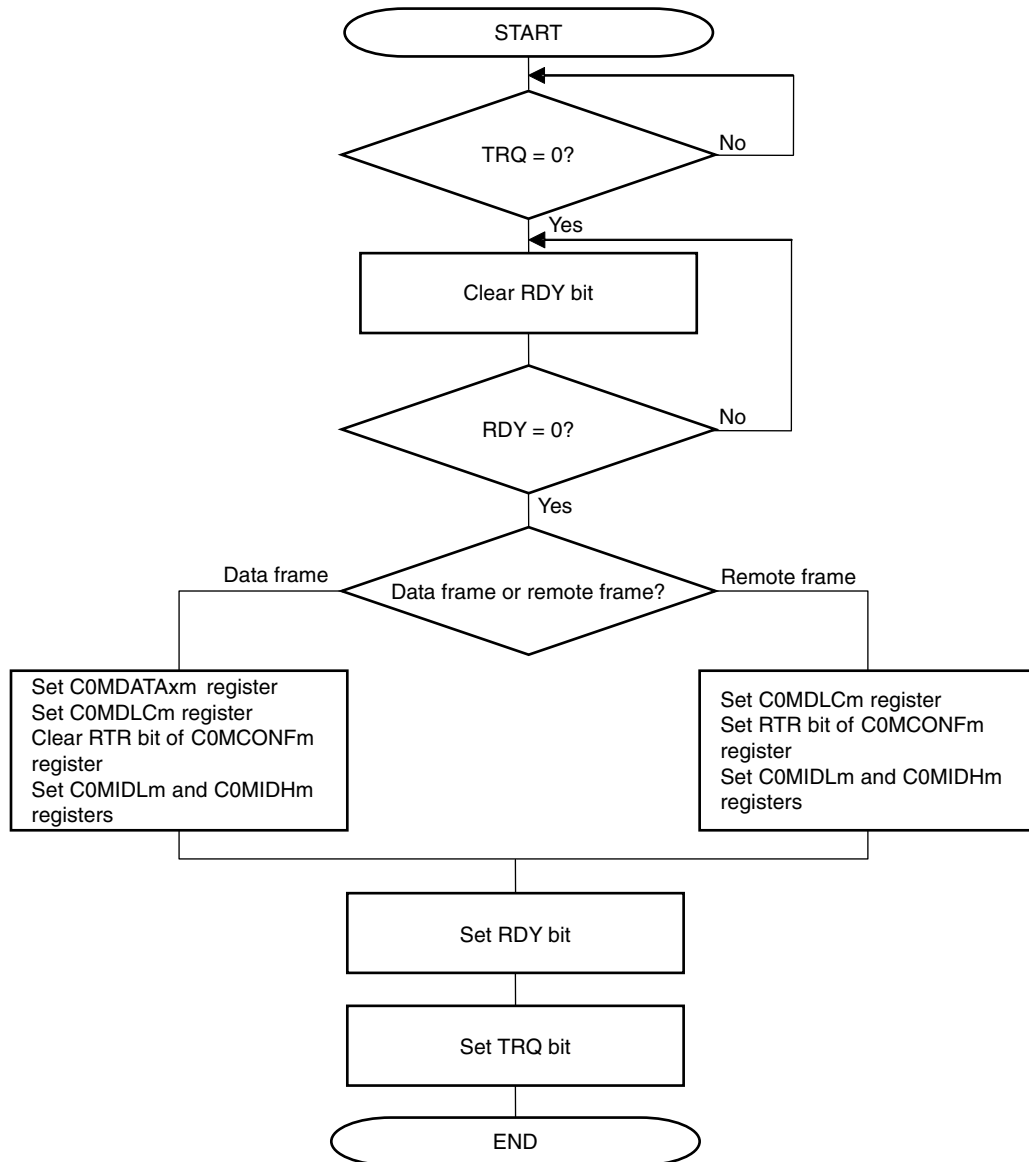 START
TRQ = 0?
No
Yes
Clear RDY bit
RDY = 0?
No
Yes
Data frame
Data frame or remote frame?
Remote frame
Set C0MDATAxm register
Set C0MDLCm register
Clear RTR bit of C0MCONFm
register
Set C0MIDLm and C0MIDHm
registers
Set C0MDLCm register
Set RTR bit of C0MCONFm
register
Set C0MIDLm and C0MIDHm
registers
Set RDY bit
Set TRQ bit
END